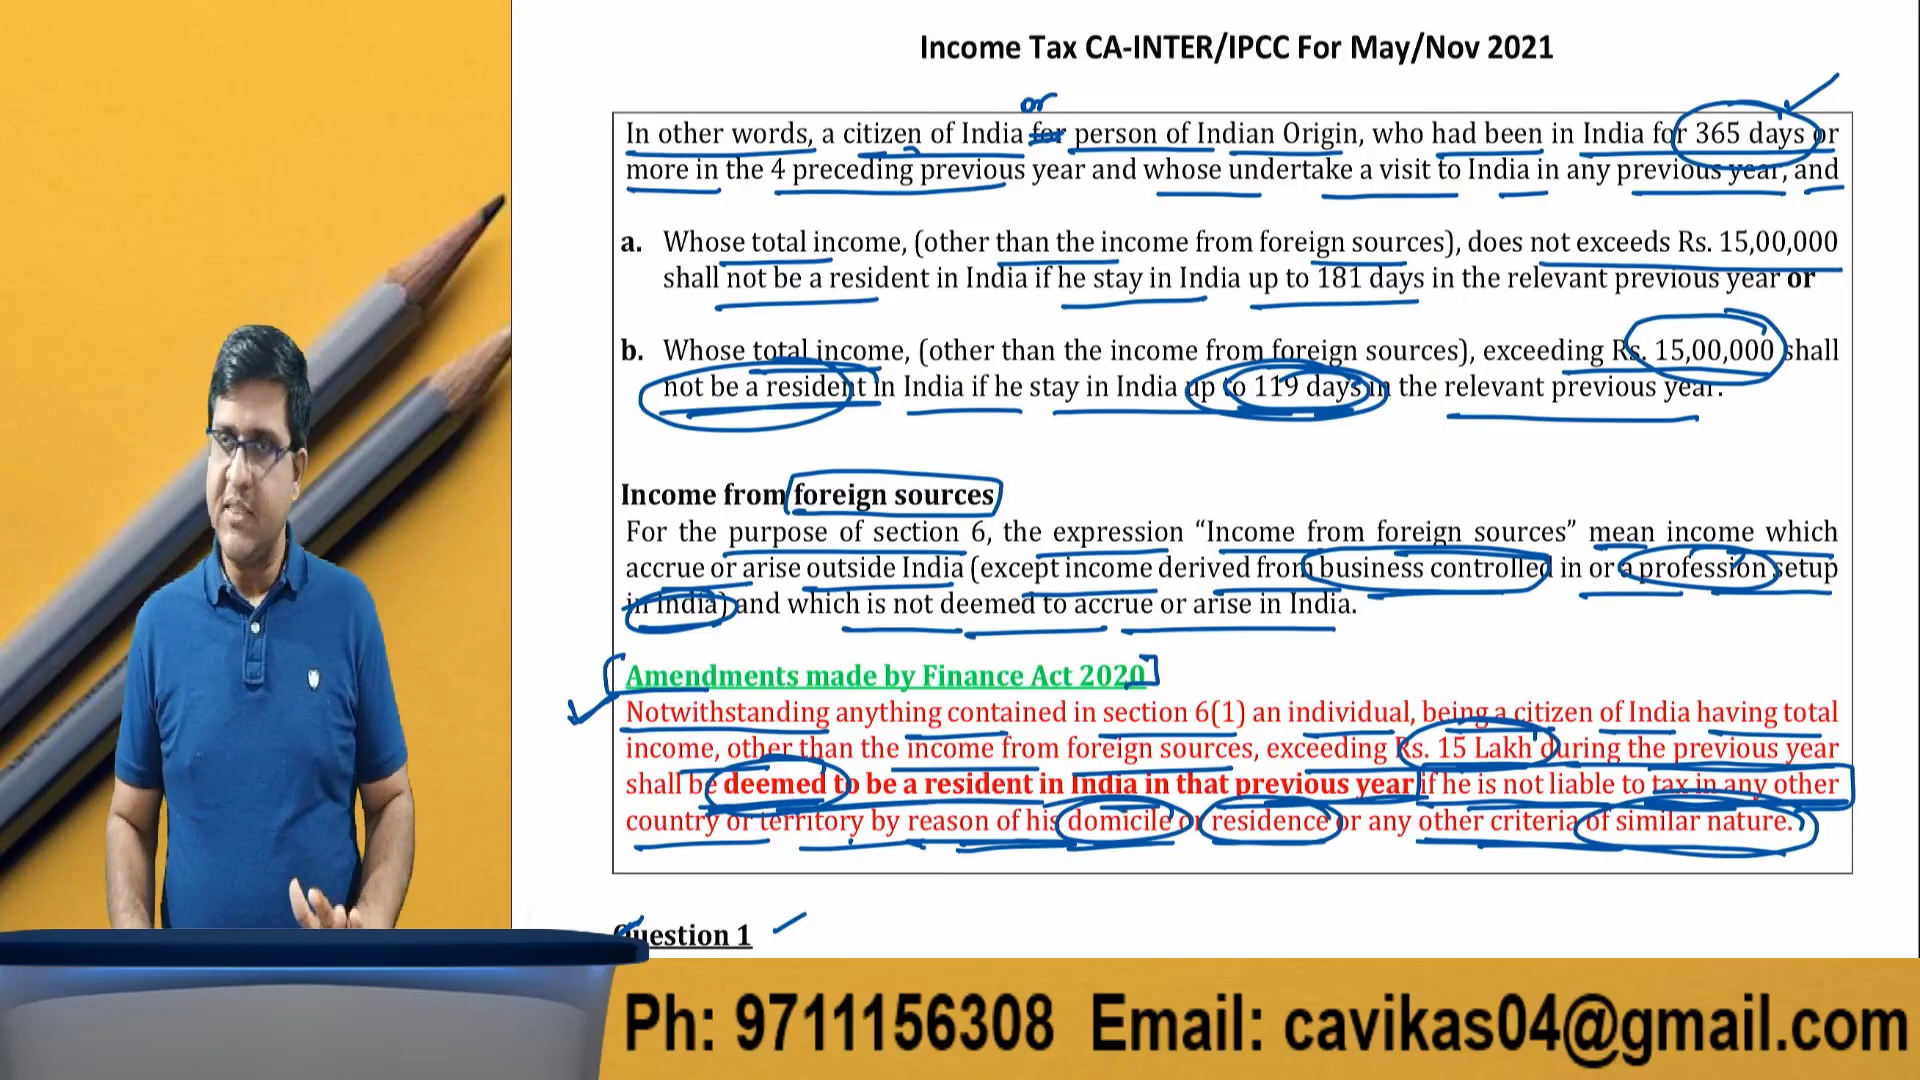 Income Tax CA-INTER/IPCC For May/Nov 2021
or
In other words, a citizen of India for person of Indian Origin, who had been in India for 365 days or
more in the 4 preceding previous year and whose undertake a visit to India in any previous year, and
a. Whose total income, (other than the income from foreign sources), does not exceeds Rs. 15,00,000
shall not be a resident in India if he stay in India up to 181 days in the relevant previous year or
b. Whose total income, (other than the income from foreign sources), exceeding Rs. 15,00,000 shall
not be a resident in India if he stay in India up to 119 days in the relevant previous year.
Income from foreign sources
For the purpose of section 6, the expression “Income from foreign sources” mean income which
accrue or arise outside India (except income derived from business controlled in or a profession setup
in India) and which is not deemed to accrue or arise in India.
Amendments made by Finance Act 2020
Notwithstanding anything contained in section 6(1) an individual, being a citizen of India having total
income, other than the income from foreign sources, exceeding Rs. 15 Lakh during the previous year
shall be deemed to be a resident in India in that previous year if he is not liable to tax in any other
country or territory by reason of his domicile or residence or any other criteria of similar nature.
Question 1
Ph: 9711156308 Email: cavikas04@gmail.com